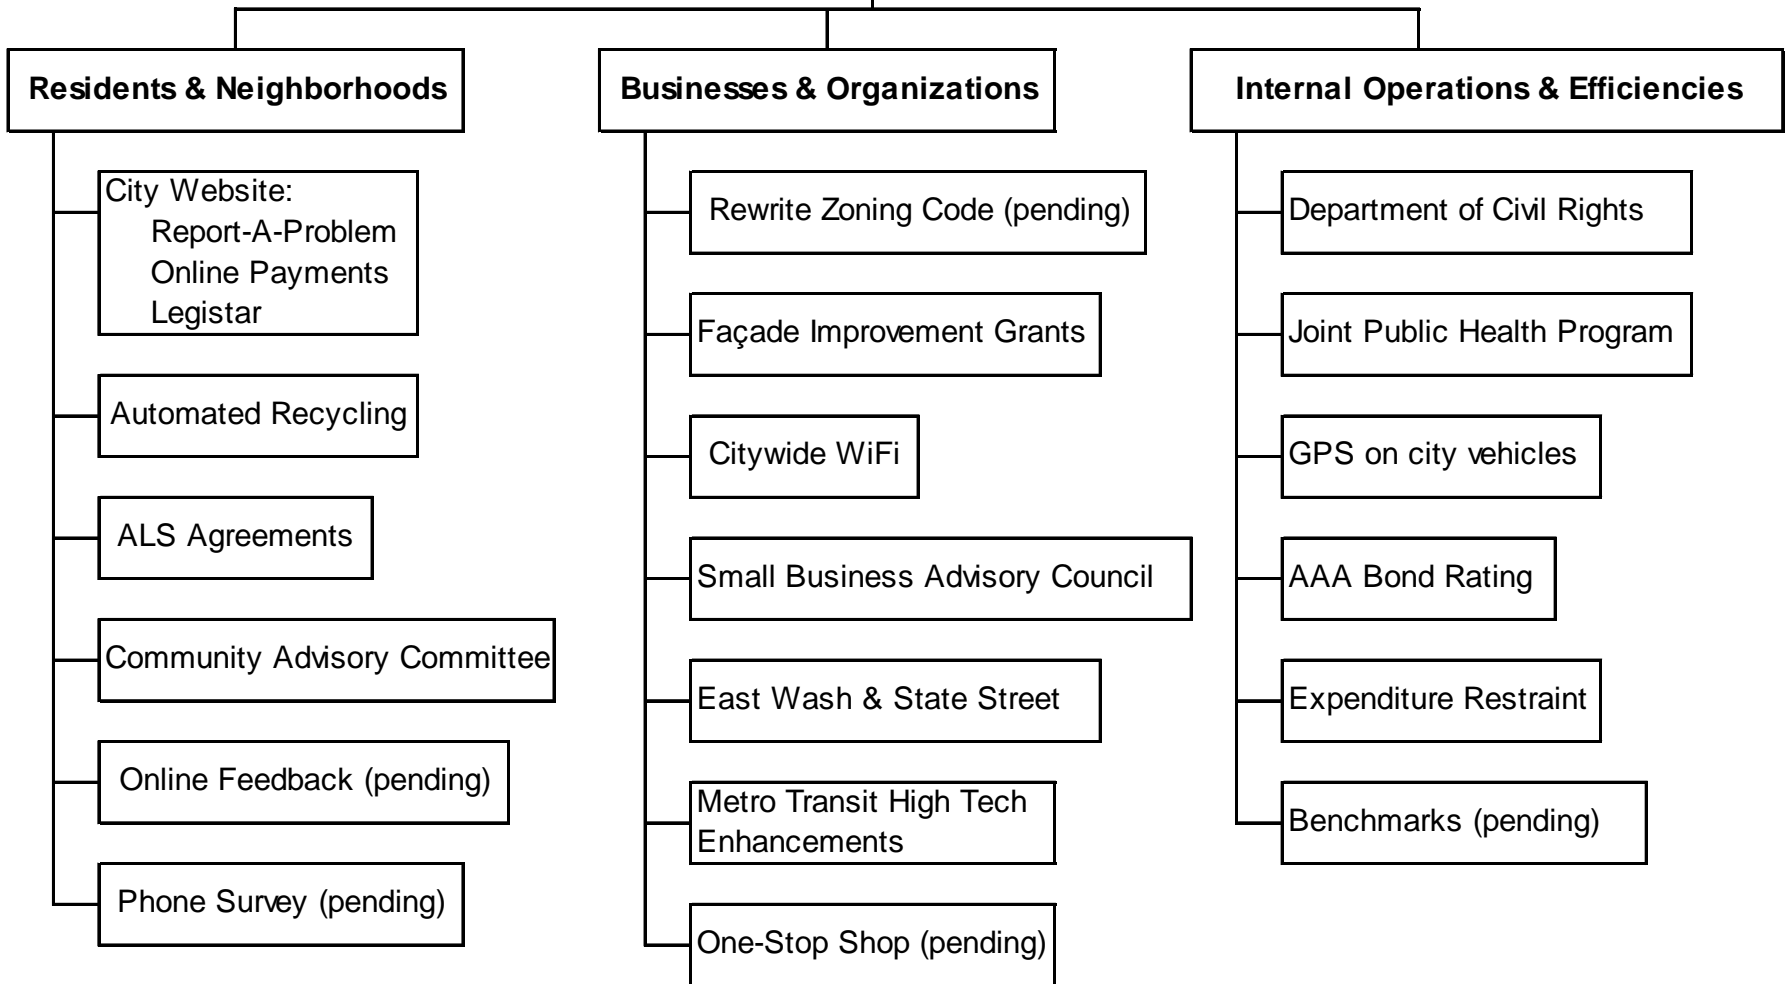 Residents & Neighborhoods
City Website:
Report-A-Problem
Online Payments
Legistar
Automated Recycling
ALS Agreements
Community Advisory Committee
Online Feedback (pending)
Phone Survey (pending)
Businesses & Organizations
Rewrite Zoning Code (pending)
Façade Improvement Grants
Citywide WiFi
Small Business Advisory Council
East Wash & State Street
Metro Transit High Tech
Enhancements
One-Stop Shop (pending)
Internal Operations & Efficiencies
Department of Civil Rights
Joint Public Health Program
GPS on city vehicles
AAA Bond Rating
Expenditure Restraint
Benchmarks (pending)